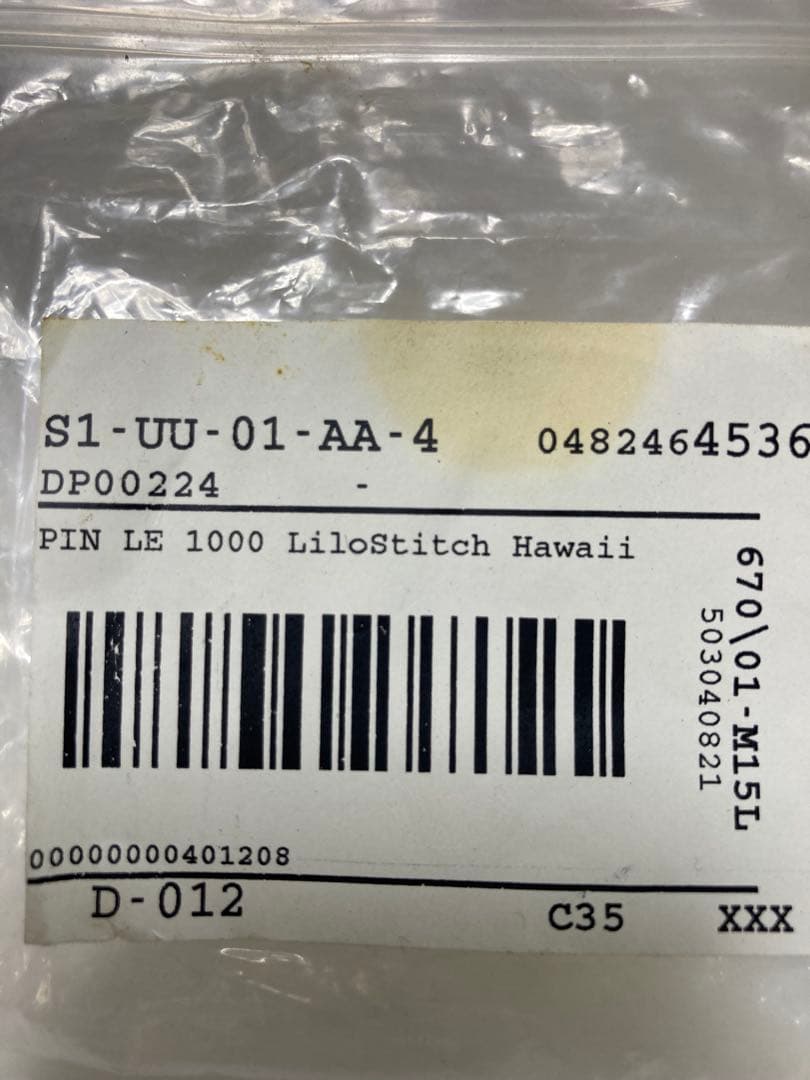 S1-UU-01-AA-4 0482464536
DP00224 -
PIN LE 1000 LiloStitch Hawaii
670\01-M15L
503040821
00000000401208
D-012 C35 XXX